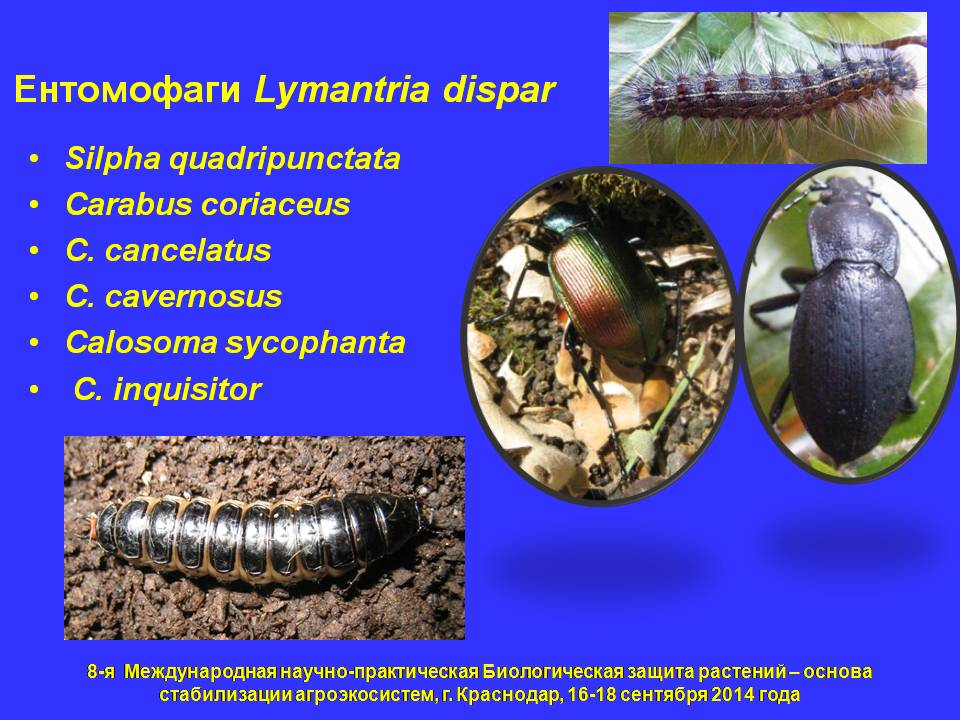 Ентомофаги Lymantria dispar
• Silpha quadripunctata
• Carabus coriaceus
• C. cancelatus
• C. cavernosus
• Calosoma sycophanta
• C. inquisitor
8-я Международная научно-практическая Биологическая защита растений – основа
стабилизации агроэкосистем, г. Краснодар, 16-18 сентября 2014 года